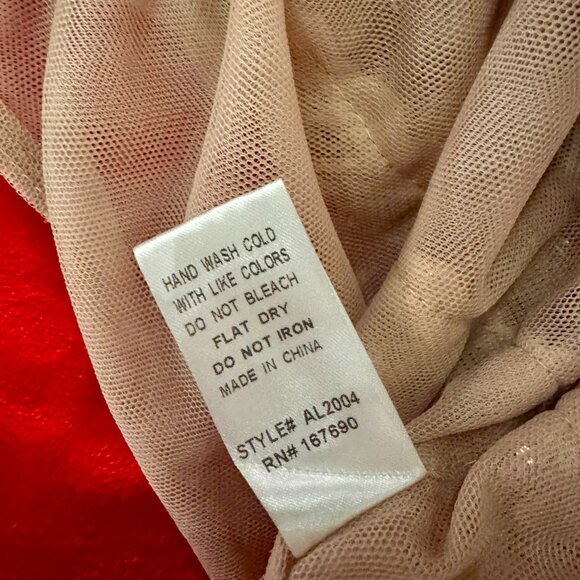 HAND WASH COLD
WITH LIKE COLORS
DO NOT BLEACH
FLAT DRY
DO NOT IRON
MADE IN CHINA
STYLE# AL2004
RN# 167690